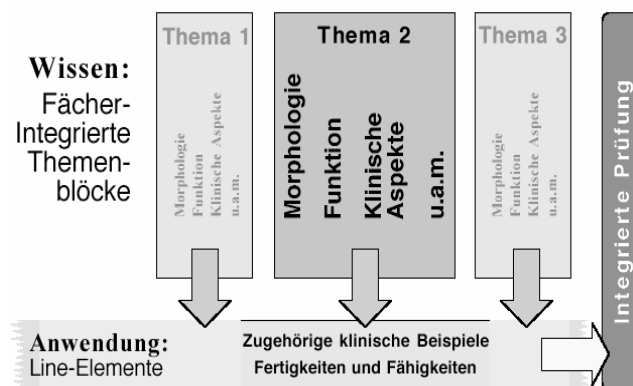 Wissen:
Fächer-
Integrierte
Themen-
blöcke
Thema 1
Morphologie
Funktion
Klinische Aspekte
u.a.m.
Thema 2
Morphologie
Funktion
Klinische
Aspekte
u.a.m.
Thema 3
Morphologie
Funktion
Klinische Aspekte
u.a.m.
Integrierte Prüfung
Anwendung:
Line-Elemente
Zugehörige klinische Beispiele
Fertigkeiten und Fähigkeiten